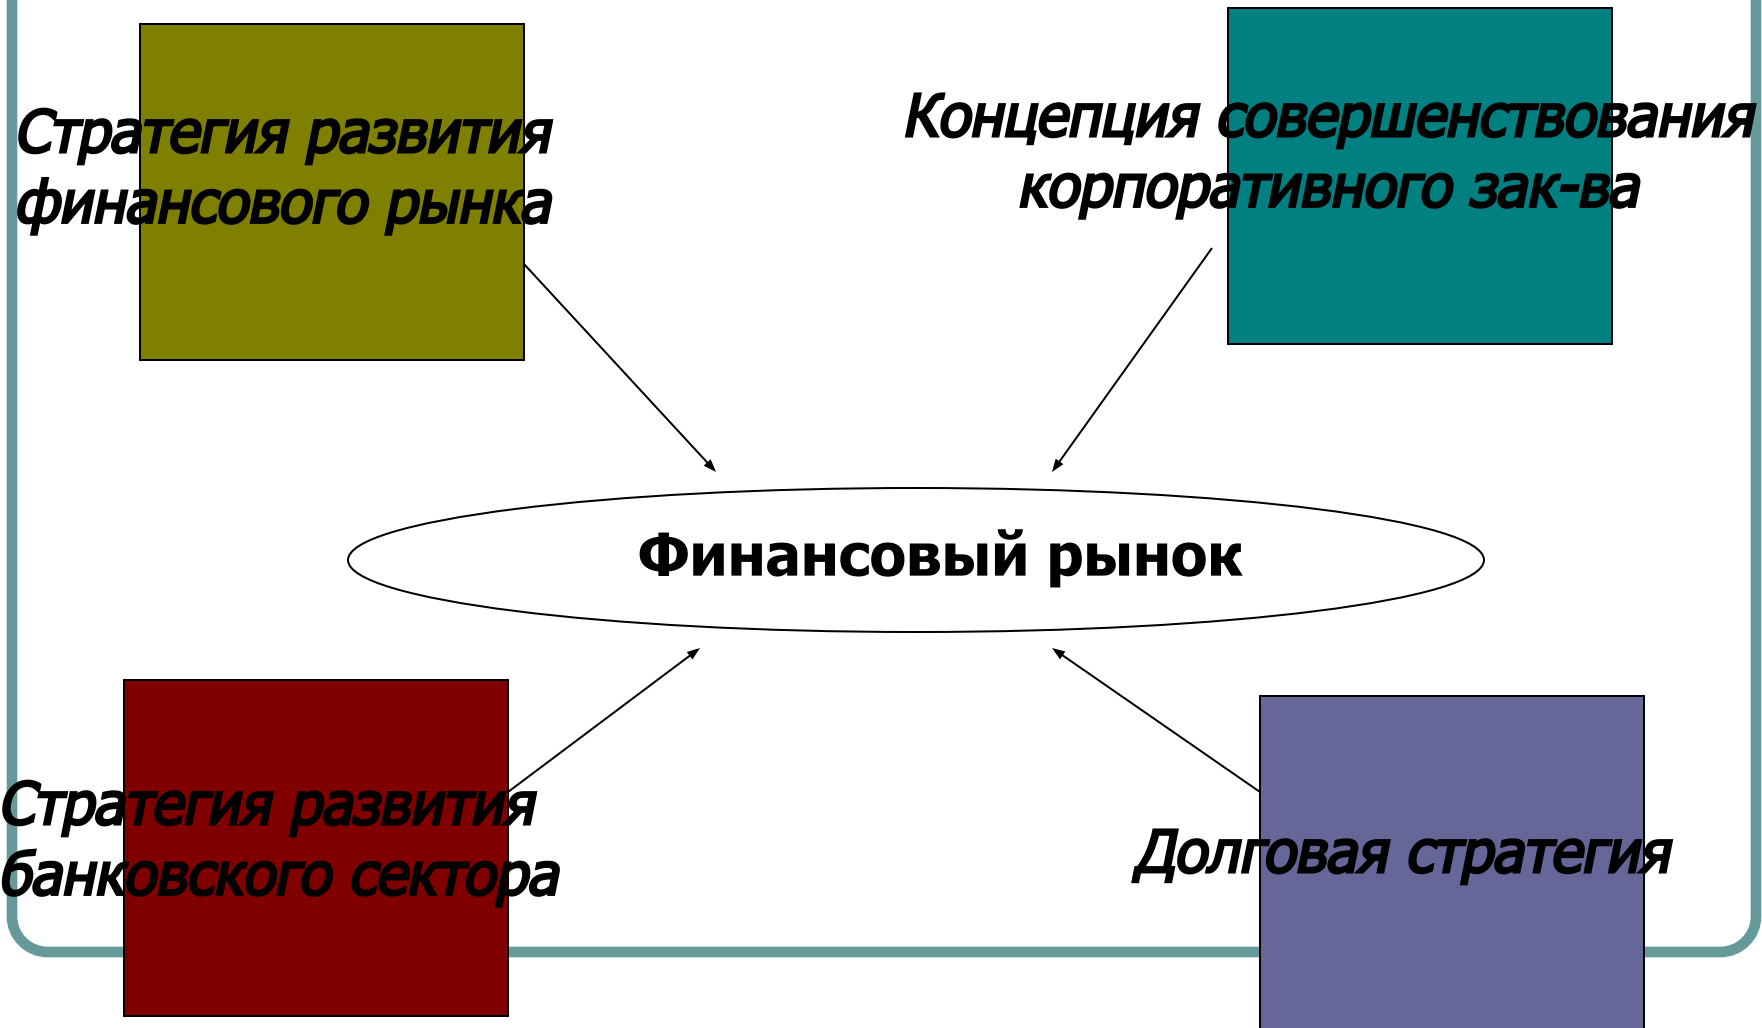 Стратегия развития
финансового рынка
Концепция совершенствования
корпоративного зак-ва
Финансовый рынок
Стратегия развития
банковского сектора
Долговая стратегия